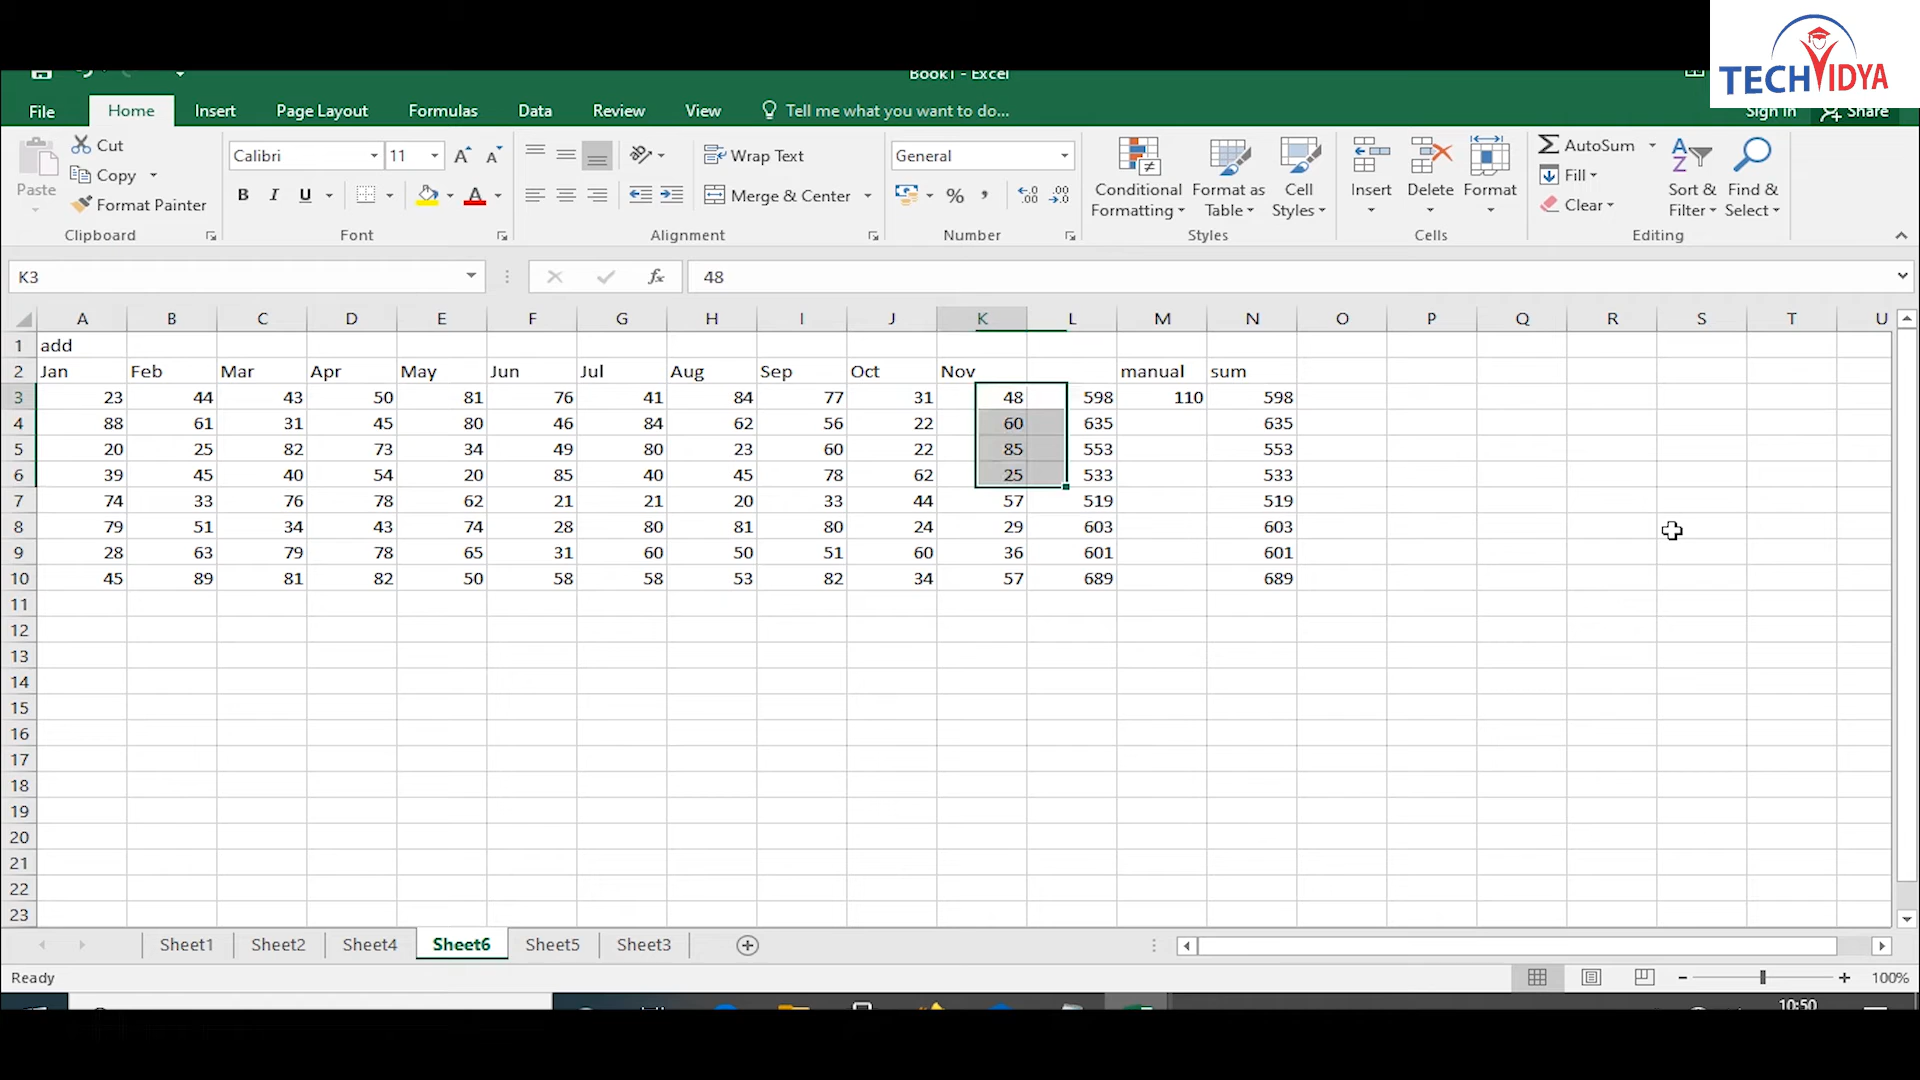 TECHVIDYA
Book1 - Excel
File Home Insert Page Layout Formulas Data Review View Tell me what you want to do... Sign in Share
Cut
Copy
Format Painter
Paste
Clipboard
Calibri 11
B I U
Font
Wrap Text
Merge & Center
Alignment
General
%
Number
Conditional Formatting
Format as Table
Cell Styles
Styles
Insert Delete Format
Cells
AutoSum
Fill
Clear
Sort & Filter
Find & Select
Editing
K3 fx 48
A B C D E F G H I J K L M N O P Q R S T U
1 add
2 Jan Feb Mar Apr May Jun Jul Aug Sep Oct Nov manual sum
3 23 44 43 50 81 76 41 84 77 31 48 598 110 598
4 88 61 31 45 80 46 84 62 56 22 60 635 635
5 20 25 82 73 34 49 80 23 60 22 85 553 553
6 39 45 40 54 20 85 40 45 78 62 25 533 533
7 74 33 76 78 62 21 21 20 33 44 57 519 519
8 79 51 34 43 74 28 80 81 80 24 29 603 603
9 28 63 79 78 65 31 60 50 51 60 36 601 601
10 45 89 81 82 50 58 58 53 82 34 57 689 689
11
12
13
14
15
16
17
18
19
20
21
22
23
Sheet1 Sheet2 Sheet4 Sheet6 Sheet5 Sheet3
Ready 100%
10:50